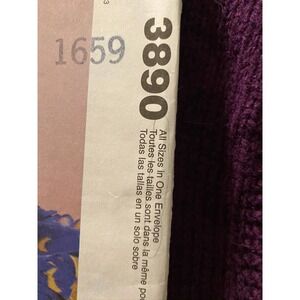 1659
3890
All Sizes in One Envelope
Toutes les tailles sont dans la même
Todas las tallas en un solo sobre